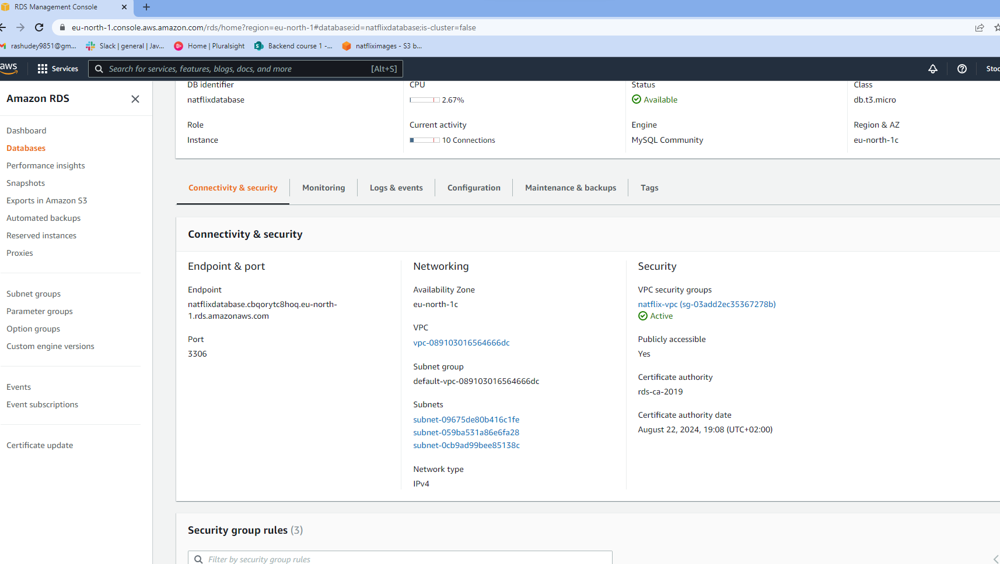 RDS Management Console
eu-north-1.console.aws.amazon.com/rds/home?region=eu-north-1#database:id=natflixdatabase;is-cluster=false
rashudey9851@gm...
Slack | general | Jav...
Home | Pluralsight
Backend course 1 -...
natfliximages - S3 b...
aws
Services
Search for services, features, blogs, docs, and more
[Alt+S]
Amazon RDS
Dashboard
Databases
Performance insights
Snapshots
Exports in Amazon S3
Automated backups
Reserved instances
Proxies
Subnet groups
Parameter groups
Option groups
Custom engine versions
Events
Event subscriptions
Certificate update
DB identifier
natflixdatabase
CPU
2.67%
Status
Available
Class
db.t3.micro
Role
Instance
Current activity
10 Connections
Engine
MySQL Community
Region & AZ
eu-north-1c
Connectivity & security
Monitoring
Logs & events
Configuration
Maintenance & backups
Tags
Connectivity & security
Endpoint & port
Endpoint
natflixdatabase.cbqorytc8hoq.eu-north-
1.rds.amazonaws.com
Port
3306
Networking
Availability Zone
eu-north-1c
VPC
vpc-089103016564666dc
Subnet group
default-vpc-089103016564666dc
Subnets
subnet-09675de80b416c1fe
subnet-059ba531a86e6fa28
subnet-0cb9ad99bee85138c
Network type
IPv4
Security
VPC security groups
natflix-vpc (sg-03add2ec35367278b)
Active
Publicly accessible
Yes
Certificate authority
rds-ca-2019
Certificate authority date
August 22, 2024, 19:08 (UTC+02:00)
Security group rules (3)
Filter by security group rules